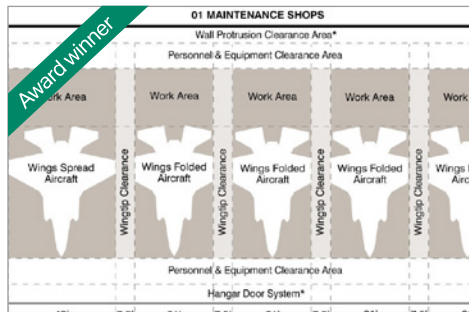 01 MAINTENANCE SHOPS
Wall Protrusion Clearance Area*
Personnel & Equipment Clearance Area
Award winner
Work Area
Work Area
Work Area
Work Area
Wings Spread
Aircraft
Wingtip Clearance
Wings Folded
Aircraft
Wingtip Clearance
Wings Folded
Aircraft
Wingtip Clearance
Wings Folded
Aircraft
Wingtip Clearance
Personnel & Equipment Clearance Area
Hangar Door System*